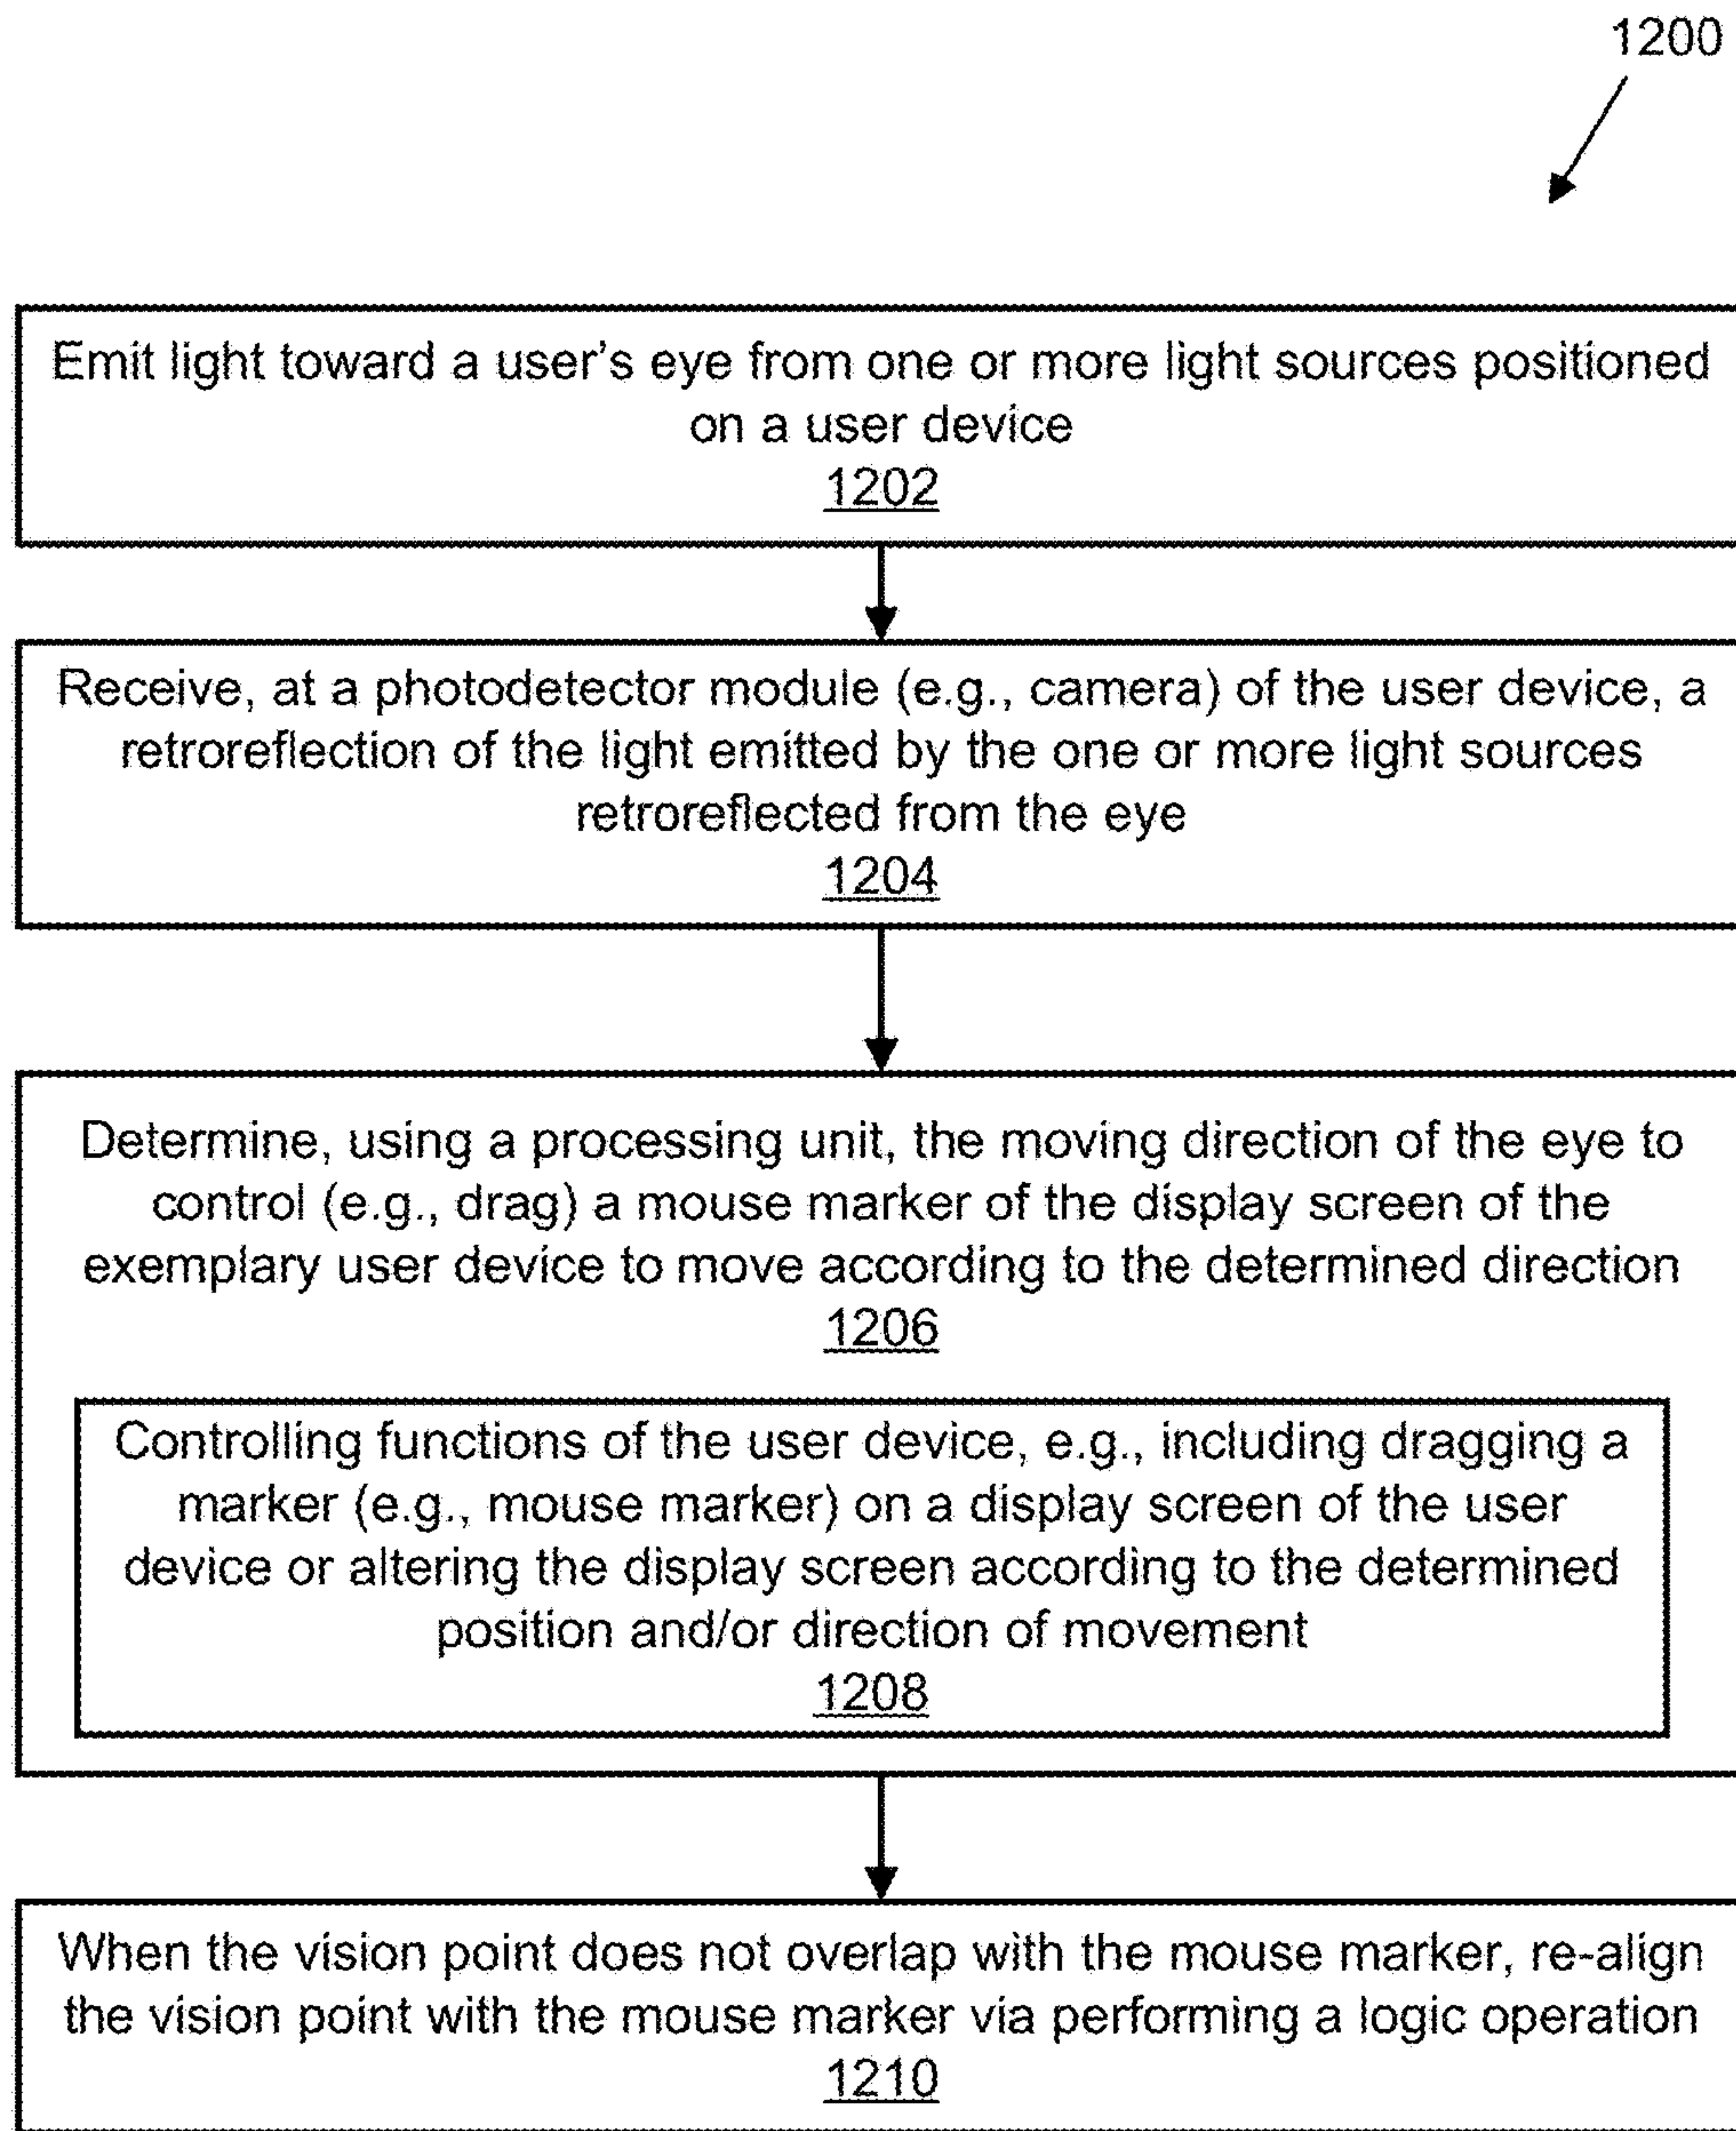 1200
Emit light toward a user's eye from one or more light sources positioned
on a user device
1202
Receive, at a photodetector module (e.g., camera) of the user device, a
retroreflection of the light emitted by the one or more light sources
retroreflected from the eye
1204
Determine, using a processing unit, the moving direction of the eye to
control (e.g., drag) a mouse marker of the display screen of the
exemplary user device to move according to the determined direction
1206
Controlling functions of the user device, e.g., including dragging a
marker (e.g., mouse marker) on a display screen of the user
device or altering the display screen according to the determined
position and/or direction of movement
1208
When the vision point does not overlap with the mouse marker, re-align
the vision point with the mouse marker via performing a logic operation
1210